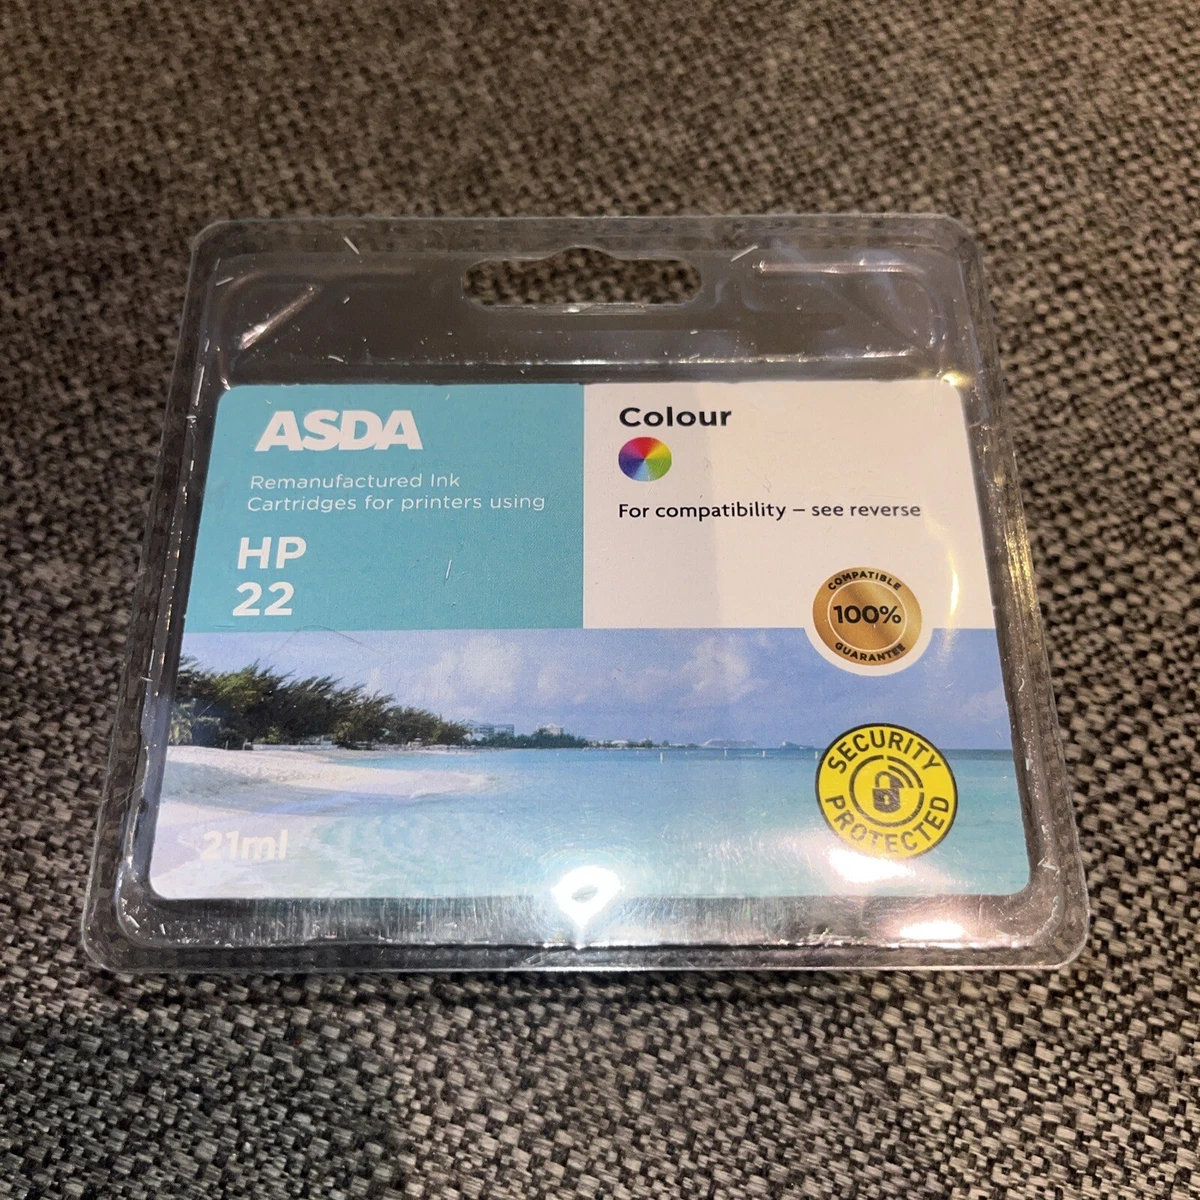 ASDA
Remanufactured Ink
Cartridges for printers using
HP
22
Colour
For compatibility – see reverse
COMPATIBLE
100%
GUARANTEE
SECURITY
PROTECTED
21ml